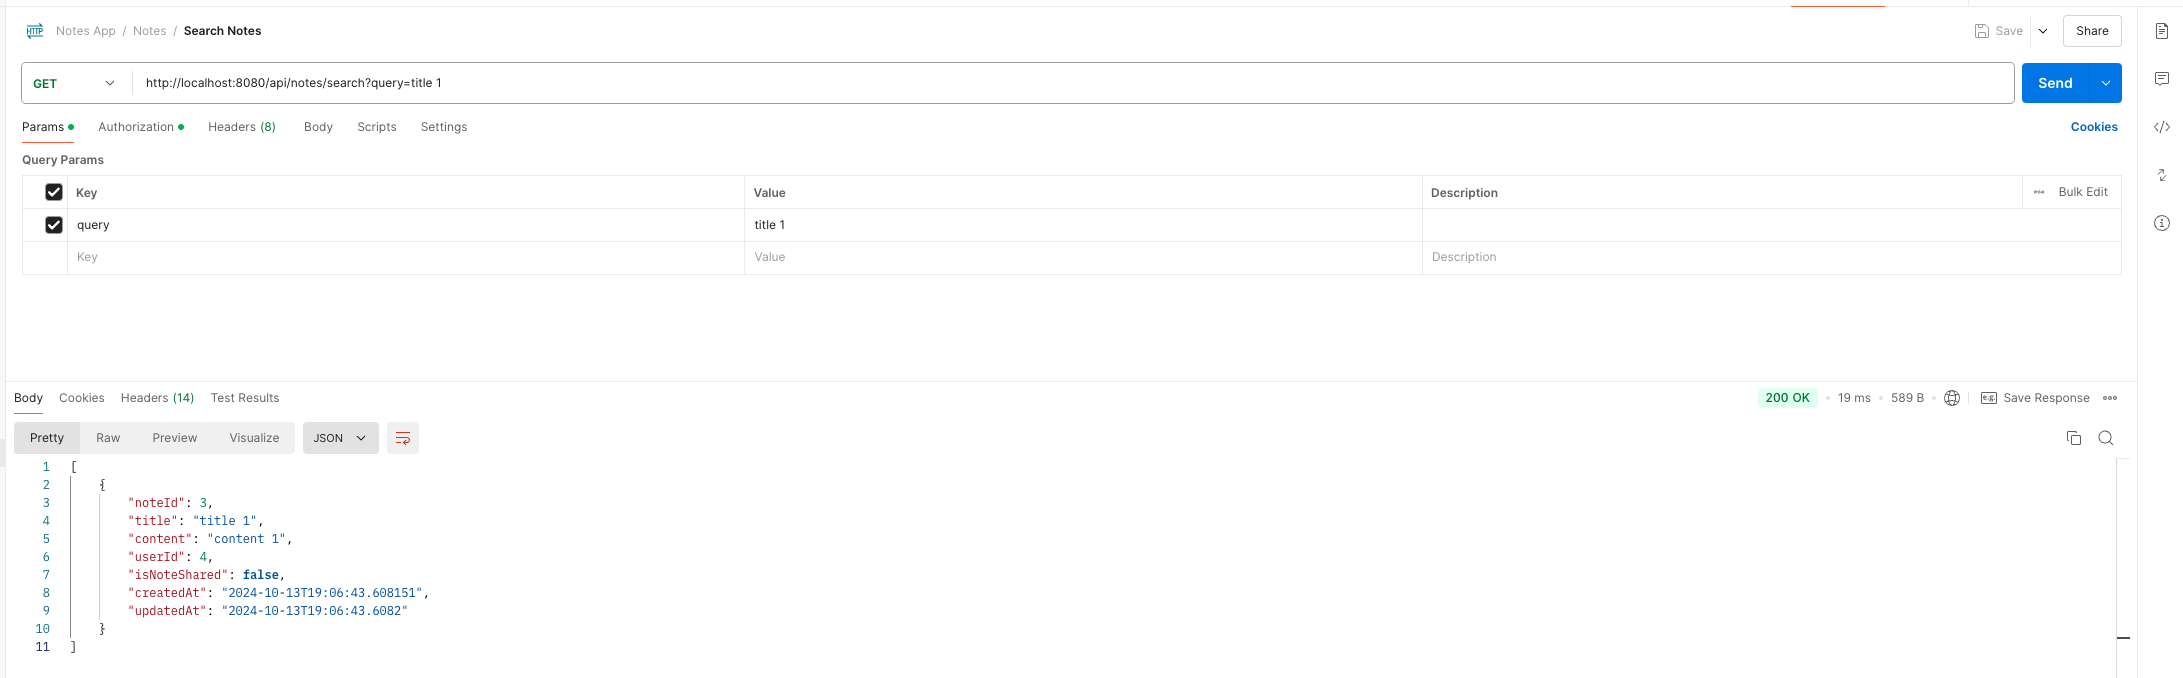 HTTP Notes App / Notes / Search Notes Save Share
GET http://localhost:8080/api/notes/search?query=title 1 Send
Params Authorization Headers (8) Body Scripts Settings Cookies
Query Params
Key Value Description Bulk Edit
query title 1
Key Value Description
Body Cookies Headers (14) Test Results 200 OK 19 ms 589 B e.g. Save Response
Pretty Raw Preview Visualize JSON
1 [
2 {
3 "noteId": 3,
4 "title": "title 1",
5 "content": "content 1",
6 "userId": 4,
7 "isNoteShared": false,
8 "createdAt": "2024-10-13T19:06:43.608151",
9 "updatedAt": "2024-10-13T19:06:43.6082"
10 }
11 ]